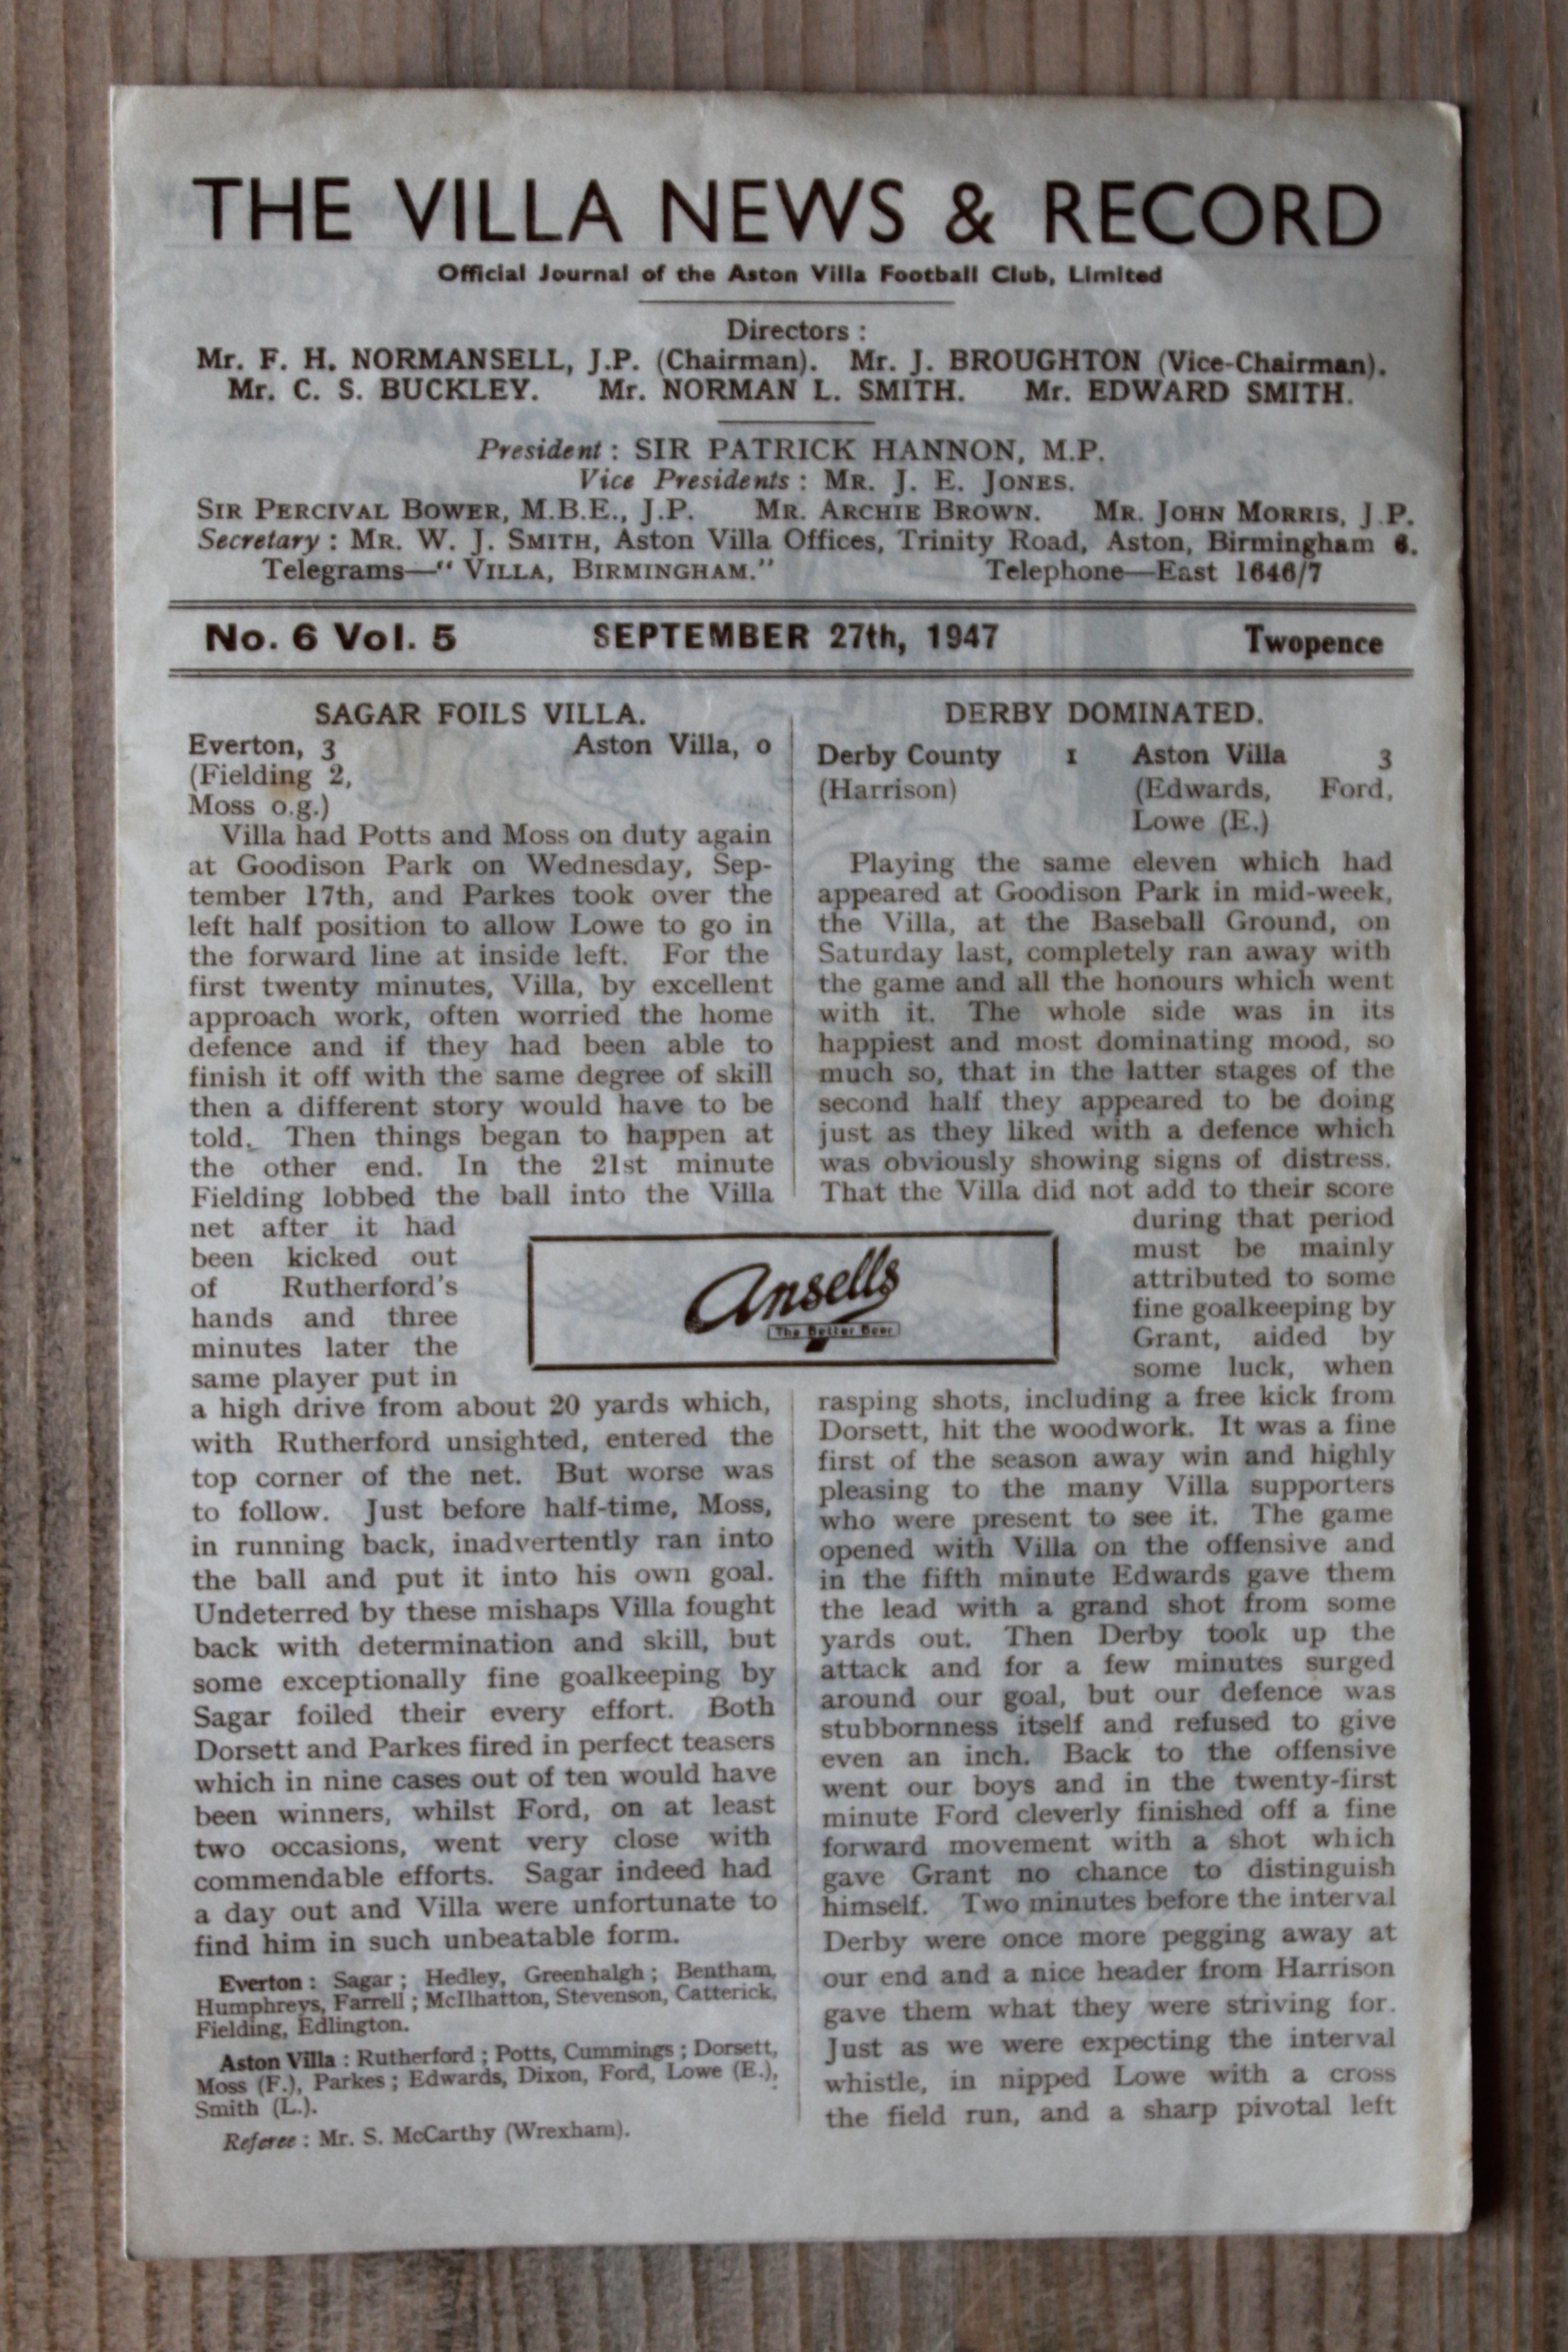 THE VILLA NEWS & RECORD
Official Journal of the Aston Villa Football Club, Limited
Directors :
Mr. F. H. NORMANSELL, J.P. (Chairman). Mr. J. BROUGHTON (Vice-Chairman).
Mr. C. S. BUCKLEY. Mr. NORMAN L. SMITH. Mr. EDWARD SMITH.
President : SIR PATRICK HANNON, M.P.
Vice Presidents : MR. J. E. JONES.
SIR PERCIVAL BOWER, M.B.E., J.P. MR. ARCHIE BROWN. MR. JOHN MORRIS, J.P.
Secretary : MR. W. J. SMITH, Aston Villa Offices, Trinity Road, Aston, Birmingham 6.
Telegrams—" VILLA, BIRMINGHAM." Telephone—East 1646/7
No. 6 Vol. 5 SEPTEMBER 27th, 1947 Twopence
SAGAR FOILS VILLA.
Everton, 3 Aston Villa, 0
(Fielding 2,
Moss o.g.)
Villa had Potts and Moss on duty again
at Goodison Park on Wednesday, Sep-
tember 17th, and Parkes took over the
left half position to allow Lowe to go in
the forward line at inside left. For the
first twenty minutes, Villa, by excellent
approach work, often worried the home
defence and if they had been able to
finish it off with the same degree of skill
then a different story would have to be
told. Then things began to happen at
the other end. In the 21st minute
Fielding lobbed the ball into the Villa
net after it had
been kicked out
of Rutherford's
hands and three
minutes later the
same player put in
a high drive from about 20 yards which,
with Rutherford unsighted, entered the
top corner of the net. But worse was
to follow. Just before half-time, Moss,
in running back, inadvertently ran into
the ball and put it into his own goal.
Undeterred by these mishaps Villa fought
back with determination and skill, but
some exceptionally fine goalkeeping by
Sagar foiled their every effort. Both
Dorsett and Parkes fired in perfect teasers
which in nine cases out of ten would have
been winners, whilst Ford, on at least
two occasions, went very close with
commendable efforts. Sagar indeed had
a day out and Villa were unfortunate to
find him in such unbeatable form.
Everton : Sagar ; Hedley, Greenhalgh ; Bentham,
Humphreys, Farrell ; McIlhatton, Stevenson, Catterick,
Fielding, Edlington.
Aston Villa : Rutherford ; Potts, Cummings ; Dorsett,
Moss (F.), Parkes ; Edwards, Dixon, Ford, Lowe (E.),
Smith (L.).
Referee : Mr. S. McCarthy (Wrexham).
Ansells
The Better Beer
DERBY DOMINATED.
Derby County 1 Aston Villa 3
(Harrison) (Edwards, Ford,
Lowe (E.)
Playing the same eleven which had
appeared at Goodison Park in mid-week,
the Villa, at the Baseball Ground, on
Saturday last, completely ran away with
the game and all the honours which went
with it. The whole side was in its
happiest and most dominating mood, so
much so, that in the latter stages of the
second half they appeared to be doing
just as they liked with a defence which
was obviously showing signs of distress.
That the Villa did not add to their score
during that period
must be mainly
attributed to some
fine goalkeeping by
Grant, aided by
some luck, when
rasping shots, including a free kick from
Dorsett, hit the woodwork. It was a fine
first of the season away win and highly
pleasing to the many Villa supporters
who were present to see it. The game
opened with Villa on the offensive and
in the fifth minute Edwards gave them
the lead with a grand shot from some
yards out. Then Derby took up the
attack and for a few minutes surged
around our goal, but our defence was
stubbornness itself and refused to give
even an inch. Back to the offensive
went our boys and in the twenty-first
minute Ford cleverly finished off a fine
forward movement with a shot which
gave Grant no chance to distinguish
himself. Two minutes before the interval
Derby were once more pegging away at
our end and a nice header from Harrison
gave them what they were striving for.
Just as we were expecting the interval
whistle, in nipped Lowe with a cross
the field run, and a sharp pivotal left